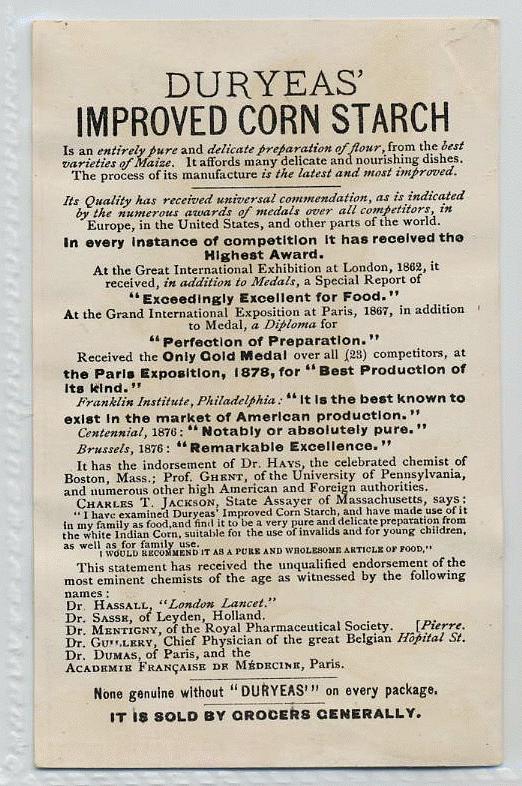 DURYEAS'
IMPROVED CORN STARCH
Is an entirely pure and delicate preparation of flour, from the best
varieties of Maize. It affords many delicate and nourishing dishes.
The process of its manufacture is the latest and most improved.
Its Quality has received universal commendation, as is indicated
by the numerous awards of medals over all competitors, in
Europe, in the United States, and other parts of the world.
In every instance of competition it has received the
Highest Award.
At the Great International Exhibition at London, 1862, it
received, in addition to Medals, a Special Report of
"Exceedingly Excellent for Food."
At the Grand International Exposition at Paris, 1867, in addition
to Medal, a Diploma for
"Perfection of Preparation."
Received the Only Gold Medal over all (23) competitors, at
the Paris Exposition, 1878, for "Best Production of
its kind."
Franklin Institute, Philadelphia: "It is the best known to
exist in the market of American production."
Centennial, 1876: "Notably or absolutely pure."
Brussels, 1876: "Remarkable Excellence."
It has the indorsement of Dr. HAYS, the celebrated chemist of
Boston, Mass.; Prof. GHENT, of the University of Pennsylvania,
and numerous other high American and Foreign authorities.
CHARLES T. JACKSON, State Assayer of Massachusetts, says:
"I have examined Duryeas' Improved Corn Starch, and have made use of it
in my family as food, and find it to be a very pure and delicate preparation from
the white Indian Corn, suitable for the use of invalids and for young children,
as well as for family use.
I WOULD RECOMMEND IT AS A PURE AND WHOLESOME ARTICLE OF FOOD,"
This statement has received the unqualified endorsement of the
most eminent chemists of the age as witnessed by the following
names:
Dr. HASSALL, "London Lancet."
Dr. SASSE, of Leyden, Holland.
Dr. MENTIGNY, of the Royal Pharmaceutical Society. [Pierre.
Dr. Chief Physician of the great Belgian Hôpital St.
Dr. DUMAS, of Paris, and the
ACADEMIE FRANÇAISE DE MÉDECINE, Paris.
None genuine without "DURYEAS'" on every package.
IT IS SOLD BY GROCERS GENERALLY.